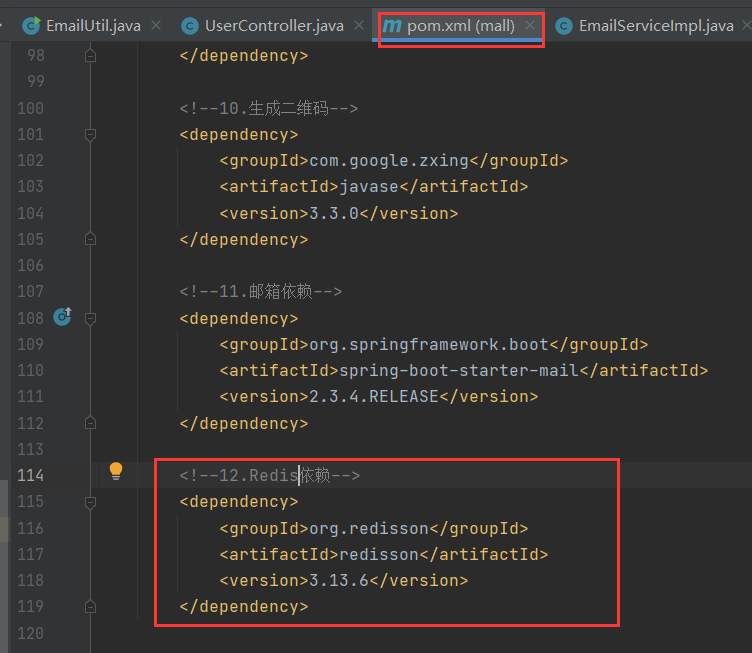 EmailUtil.java UserController.java pom.xml (mall) EmailServiceImpl.java
98 </dependency>
99
100 <!--10.生成二维码-->
101 <dependency>
102 <groupId>com.google.zxing</groupId>
103 <artifactId>javase</artifactId>
104 <version>3.3.0</version>
105 </dependency>
106
107 <!--11.邮箱依赖-->
108 <dependency>
109 <groupId>org.springframework.boot</groupId>
110 <artifactId>spring-boot-starter-mail</artifactId>
111 <version>2.3.4.RELEASE</version>
112 </dependency>
113
114 <!--12.Redis依赖-->
115 <dependency>
116 <groupId>org.redisson</groupId>
117 <artifactId>redisson</artifactId>
118 <version>3.13.6</version>
119 </dependency>
120